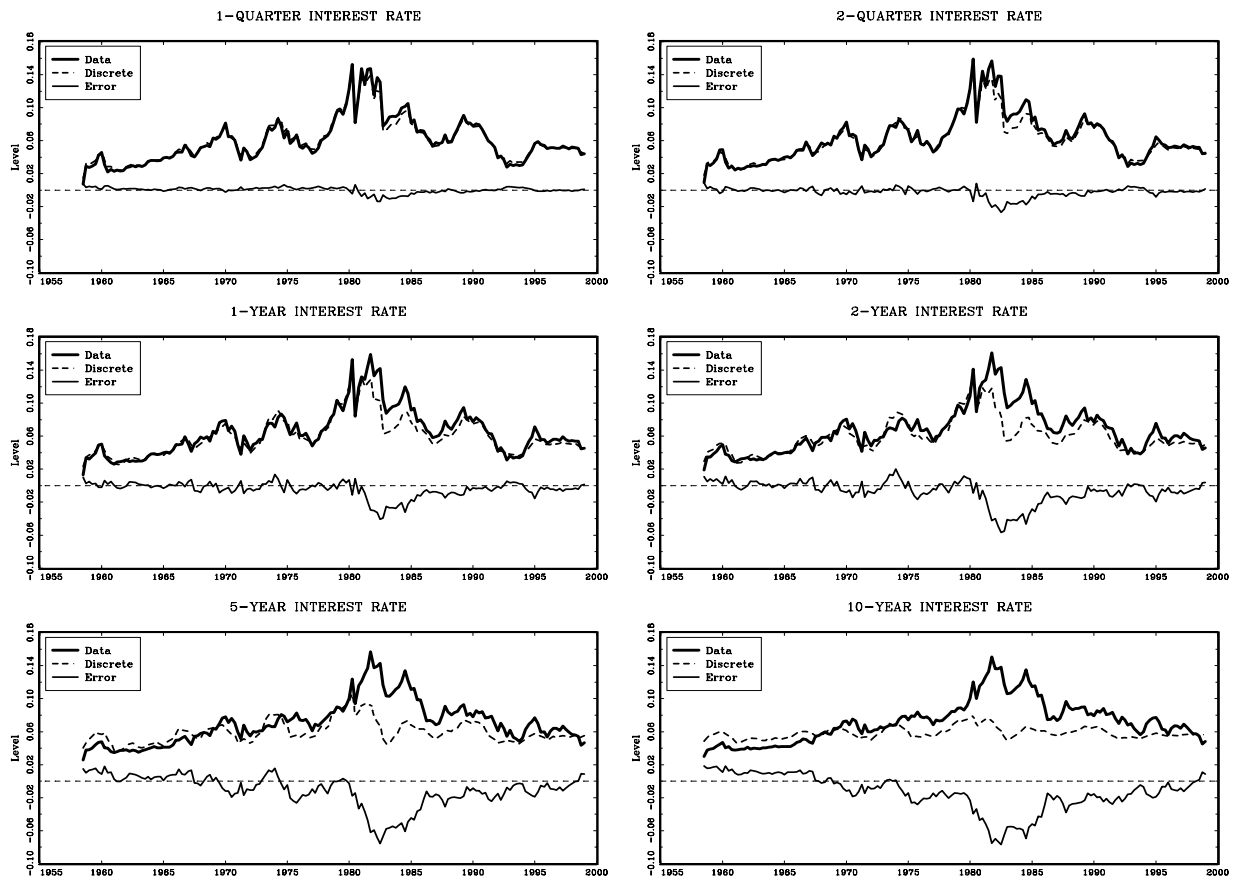 1-QUARTER INTEREST RATE
Level
0.18
0.14
0.10
0.06
0.02
-0.02
-0.06
-0.10
Data
Discrete
Error
1955 1960 1965 1970 1975 1980 1985 1990 1995 2000
2-QUARTER INTEREST RATE
Level
0.18
0.14
0.10
0.06
0.02
-0.02
-0.06
-0.10
Data
Discrete
Error
1955 1960 1965 1970 1975 1980 1985 1990 1995 2000
1-YEAR INTEREST RATE
Level
0.18
0.14
0.10
0.06
0.02
-0.02
-0.06
-0.10
Data
Discrete
Error
1955 1960 1965 1970 1975 1980 1985 1990 1995 2000
2-YEAR INTEREST RATE
Level
0.18
0.14
0.10
0.06
0.02
-0.02
-0.06
-0.10
Data
Discrete
Error
1955 1960 1965 1970 1975 1980 1985 1990 1995 2000
5-YEAR INTEREST RATE
Level
0.18
0.14
0.10
0.06
0.02
-0.02
-0.06
-0.10
Data
Discrete
Error
1955 1960 1965 1970 1975 1980 1985 1990 1995 2000
10-YEAR INTEREST RATE
Level
0.18
0.14
0.10
0.06
0.02
-0.02
-0.06
-0.10
Data
Discrete
Error
1955 1960 1965 1970 1975 1980 1985 1990 1995 2000